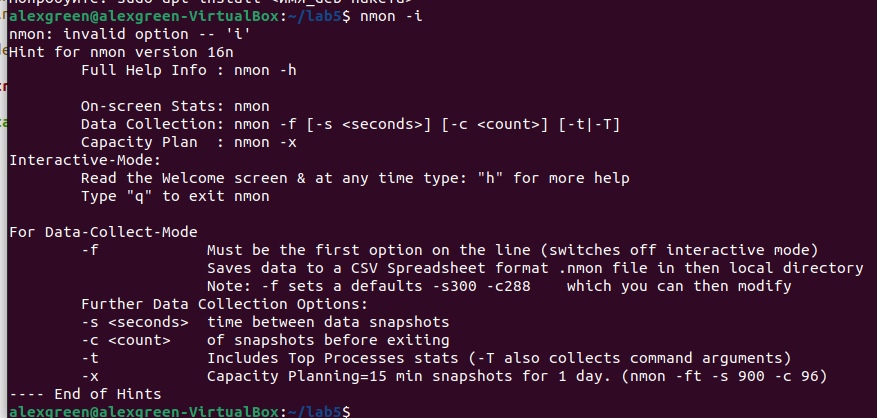 попробуйте: sudo apt install <имя_deb-пакета>
alexgreen@alexgreen-VirtualBox:~/lab5$ nmon -i
nmon: invalid option -- 'i'
Hint for nmon version 16n
        Full Help Info : nmon -h

        On-screen Stats: nmon
        Data Collection: nmon -f [-s <seconds>] [-c <count>] [-t|-T]
        Capacity Plan  : nmon -x
Interactive-Mode:
        Read the Welcome screen & at any time type: "h" for more help
        Type "q" to exit nmon

For Data-Collect-Mode
        -f            Must be the first option on the line (switches off interactive mode)
                      Saves data to a CSV Spreadsheet format .nmon file in then local directory
                      Note: -f sets a defaults -s300 -c288    which you can then modify
        Further Data Collection Options:
        -s <seconds>  time between data snapshots
        -c <count>    of snapshots before exiting
        -t            Includes Top Processes stats (-T also collects command arguments)
        -x            Capacity Planning=15 min snapshots for 1 day. (nmon -ft -s 900 -c 96)
---- End of Hints
alexgreen@alexgreen-VirtualBox:~/lab5$